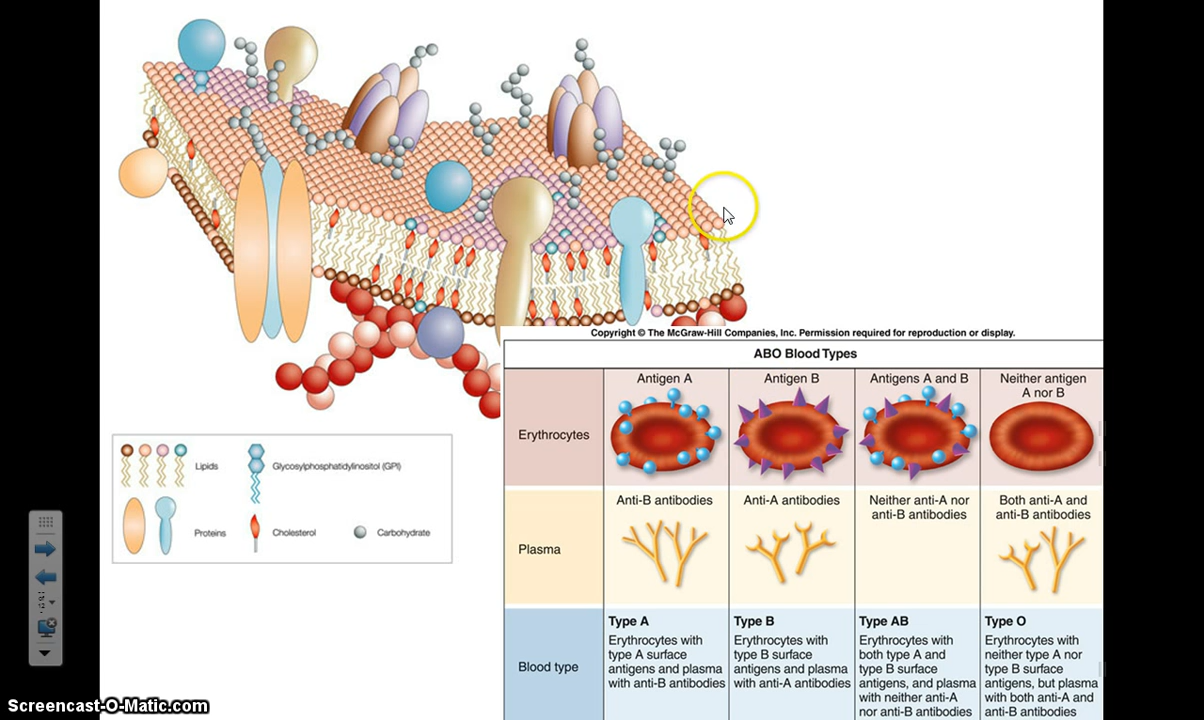 Copyright © The McGraw-Hill Companies, Inc. Permission required for reproduction or display.
ABO Blood Types
Antigen A
Antigen B
Antigens A and B
Neither antigen
A nor B
Erythrocytes
Anti-B antibodies
Anti-A antibodies
Neither anti-A nor
anti-B antibodies
Both anti-A and
anti-B antibodies
Plasma
Blood type
Type A
Erythrocytes with
type A surface
antigens and plasma
with anti-B antibodies
Type B
Erythrocytes with
type B surface
antigens and plasma
with anti-A antibodies
Type AB
Erythrocytes with
both type A and
type B surface
antigens, and plasma
with neither anti-A
nor anti-B antibodies
Type O
Erythrocytes with
neither type A nor
type B surface
antigens, but plasma
with both anti-A and
anti-B antibodies
Lipids
Glycosylphosphatidylinositol (GPI)
Proteins
Cholesterol
Carbohydrate
Screencast-O-Matic.com